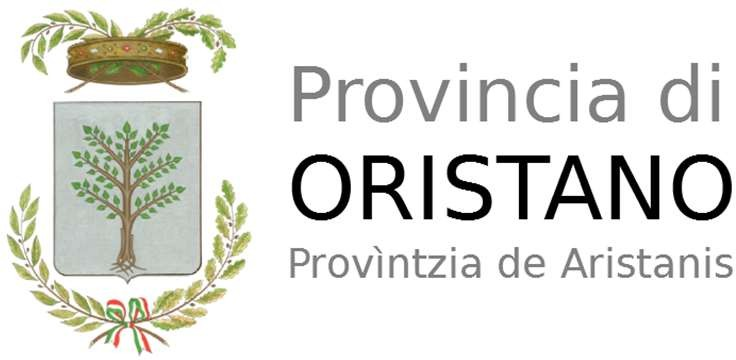 Provincia di
ORISTANO
Provìntzia de Aristanis